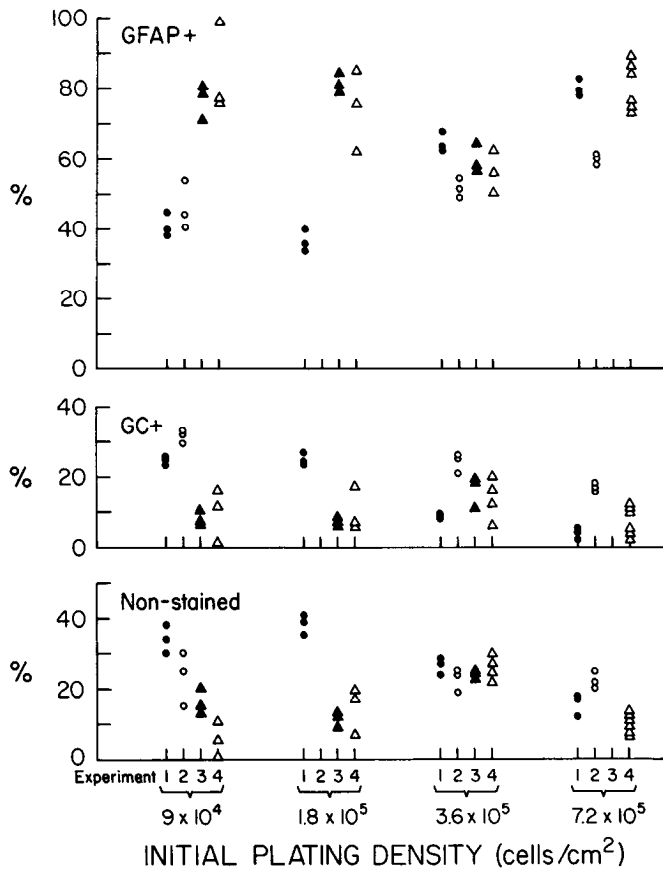 GFAP+
100
80
60
%
40
20
0
GC+
40
%
20
0
Non-stained
40
%
20
0
Experiment 1 2 3 4 1 2 3 4 1 2 3 4 1 2 3 4
9 x 10⁴ 1.8 x 10⁵ 3.6 x 10⁵ 7.2 x 10⁵
INITIAL PLATING DENSITY (cells/cm²)